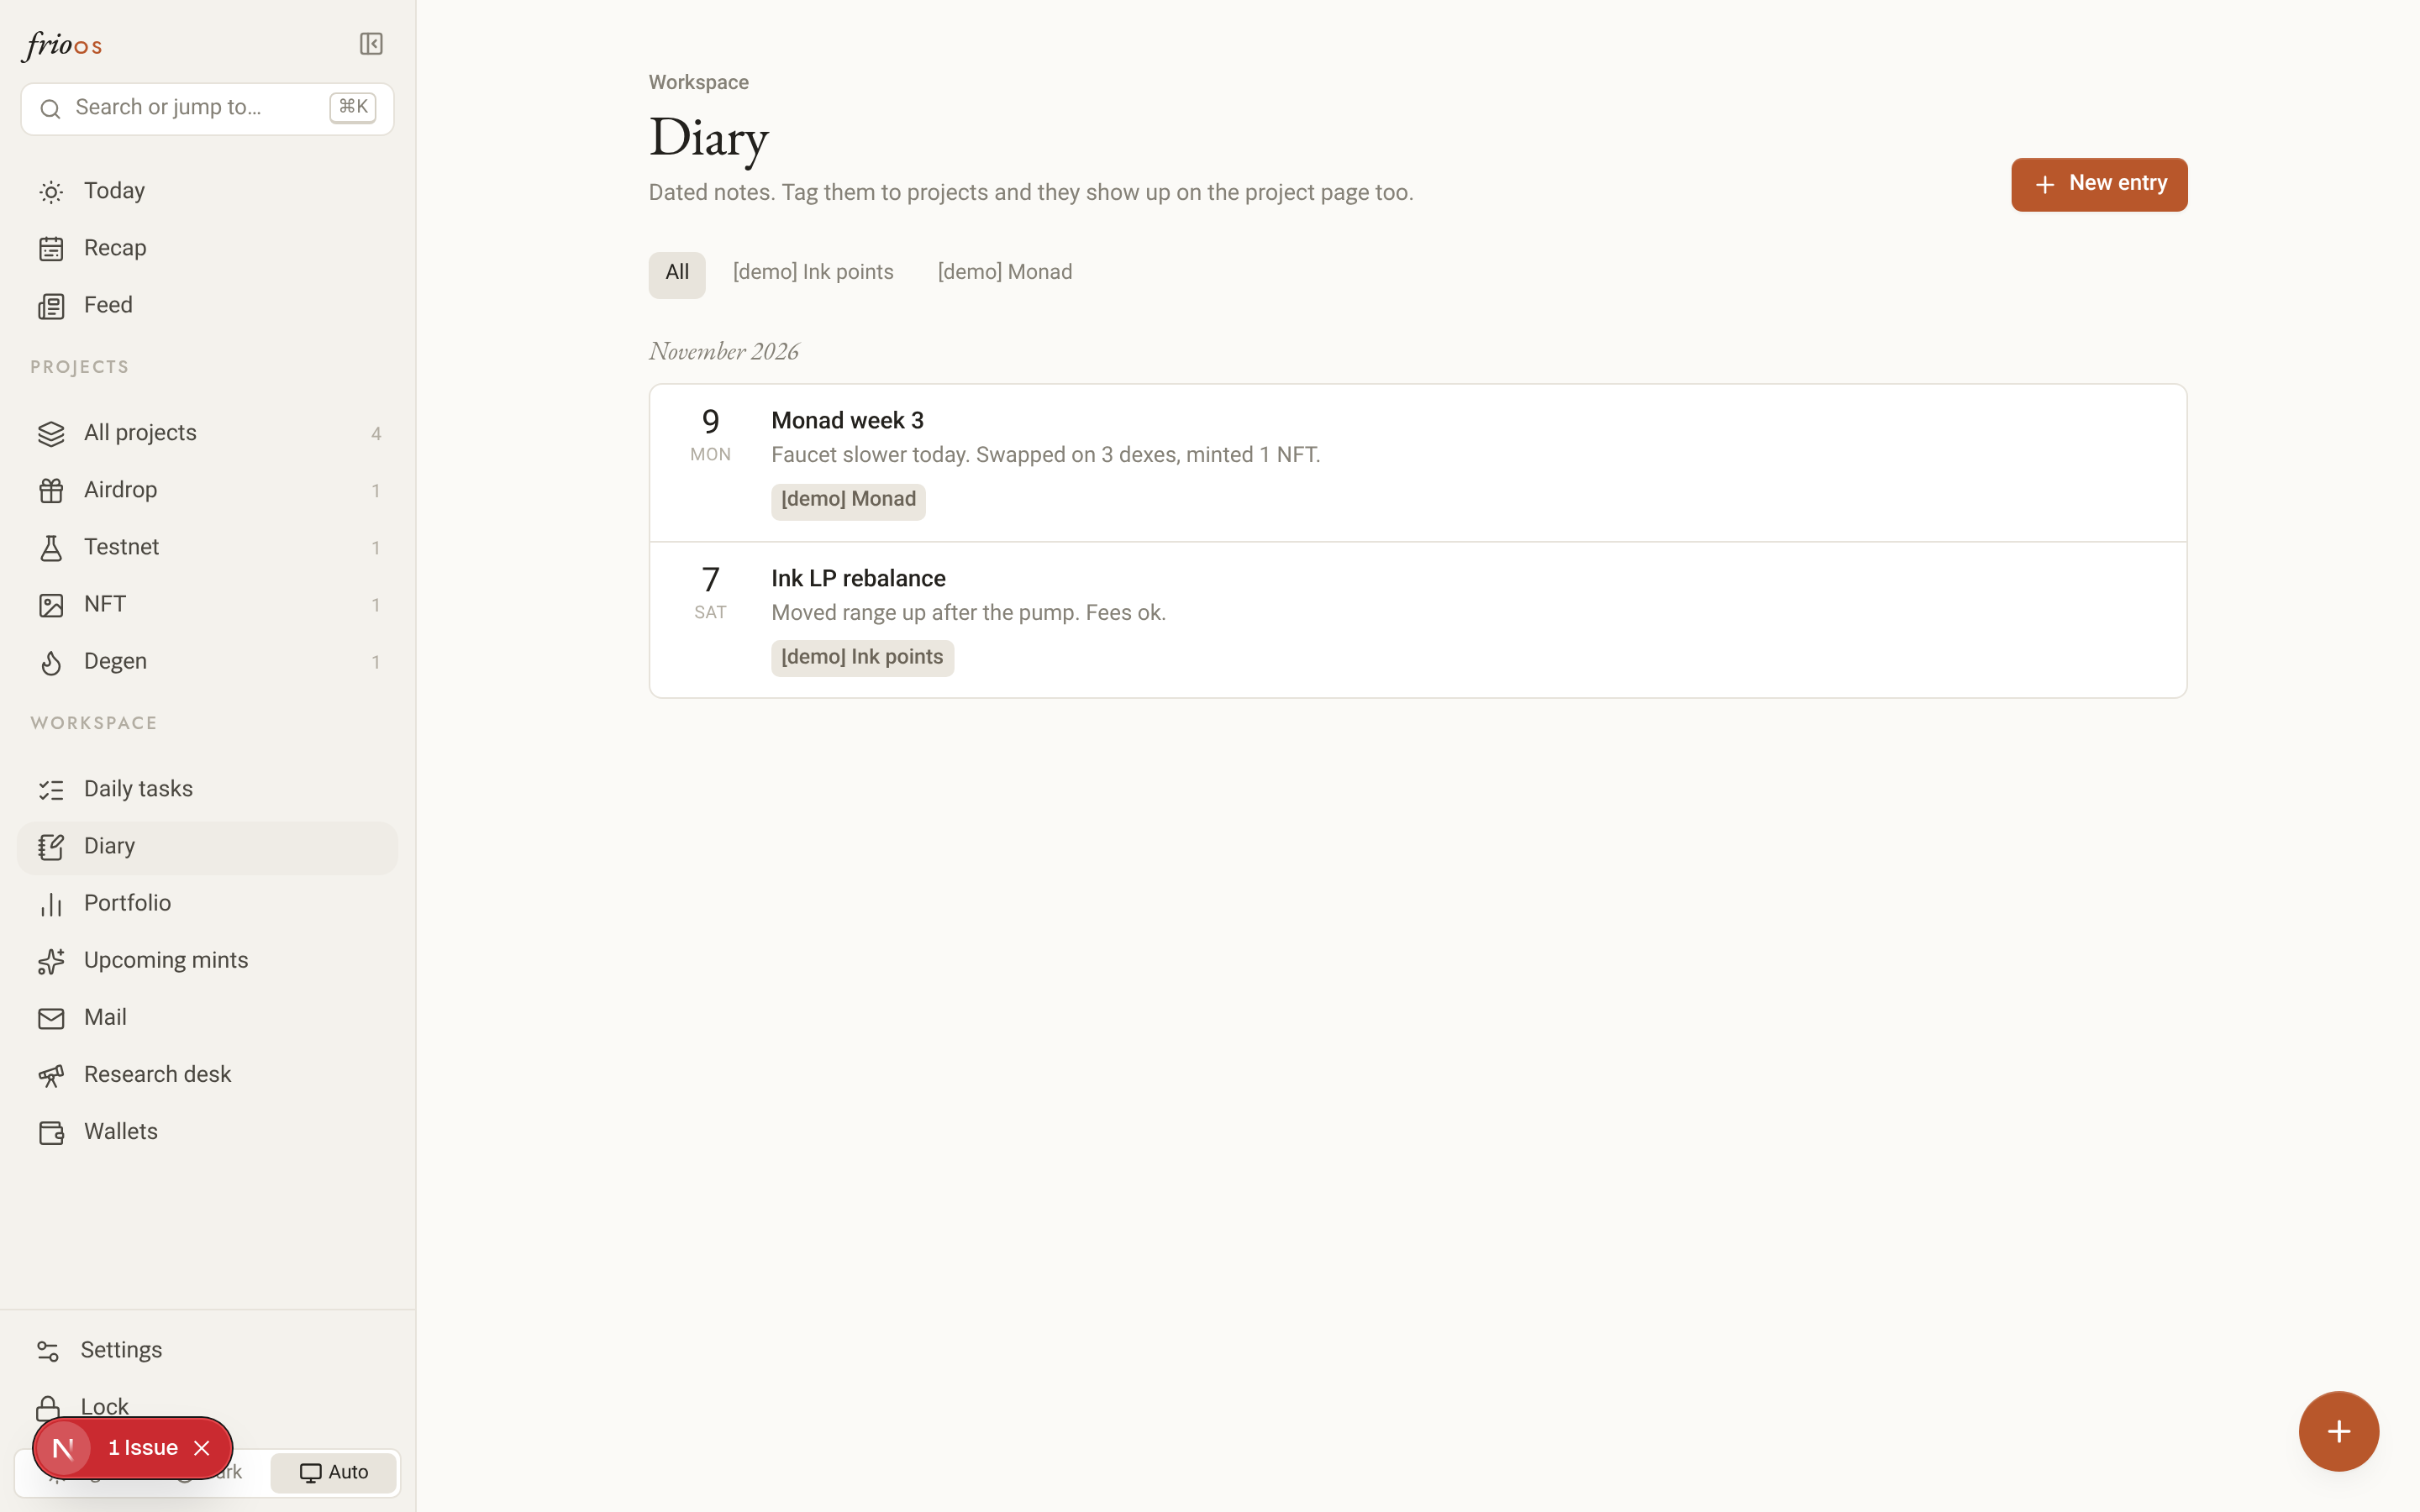 frioos
Search or jump to... ⌘K
Today
Recap
Feed
PROJECTS
All projects 4
Airdrop 1
Testnet 1
NFT 1
Degen 1
WORKSPACE
Daily tasks
Diary
Portfolio
Upcoming mints
Mail
Research desk
Wallets
Settings
Lock
N 1 Issue
Auto
Workspace
Diary
Dated notes. Tag them to projects and they show up on the project page too.
New entry
All [demo] Ink points [demo] Monad
November 2026
9 MON
Monad week 3
Faucet slower today. Swapped on 3 dexes, minted 1 NFT.
[demo] Monad
7 SAT
Ink LP rebalance
Moved range up after the pump. Fees ok.
[demo] Ink points